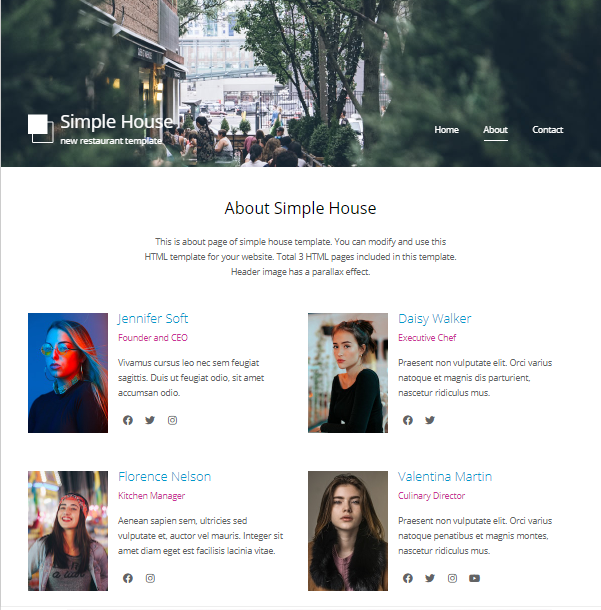 Simple House
new restaurant template
Home About Contact
About Simple House
This is about page of simple house template. You can modify and use this
HTML template for your website. Total 3 HTML pages included in this template.
Header image has a parallax effect.
Jennifer Soft
Founder and CEO
Vivamus cursus leo nec sem feugiat
sagittis. Duis ut feugiat odio, sit amet
accumsan odio.
Daisy Walker
Executive Chef
Praesent non vulputate elit. Orci varius
natoque et magnis dis parturient,
nascetur ridiculus mus.
Florence Nelson
Kitchen Manager
Aenean sapien sem, ultricies sed
vulputate et, auctor vel mauris. Integer sit
amet diam eget est facilisis lacinia vitae.
Valentina Martin
Culinary Director
Praesent non vulputate elit. Orci varius
natoque penatibus et magnis montes,
nascetur ridiculus mus.